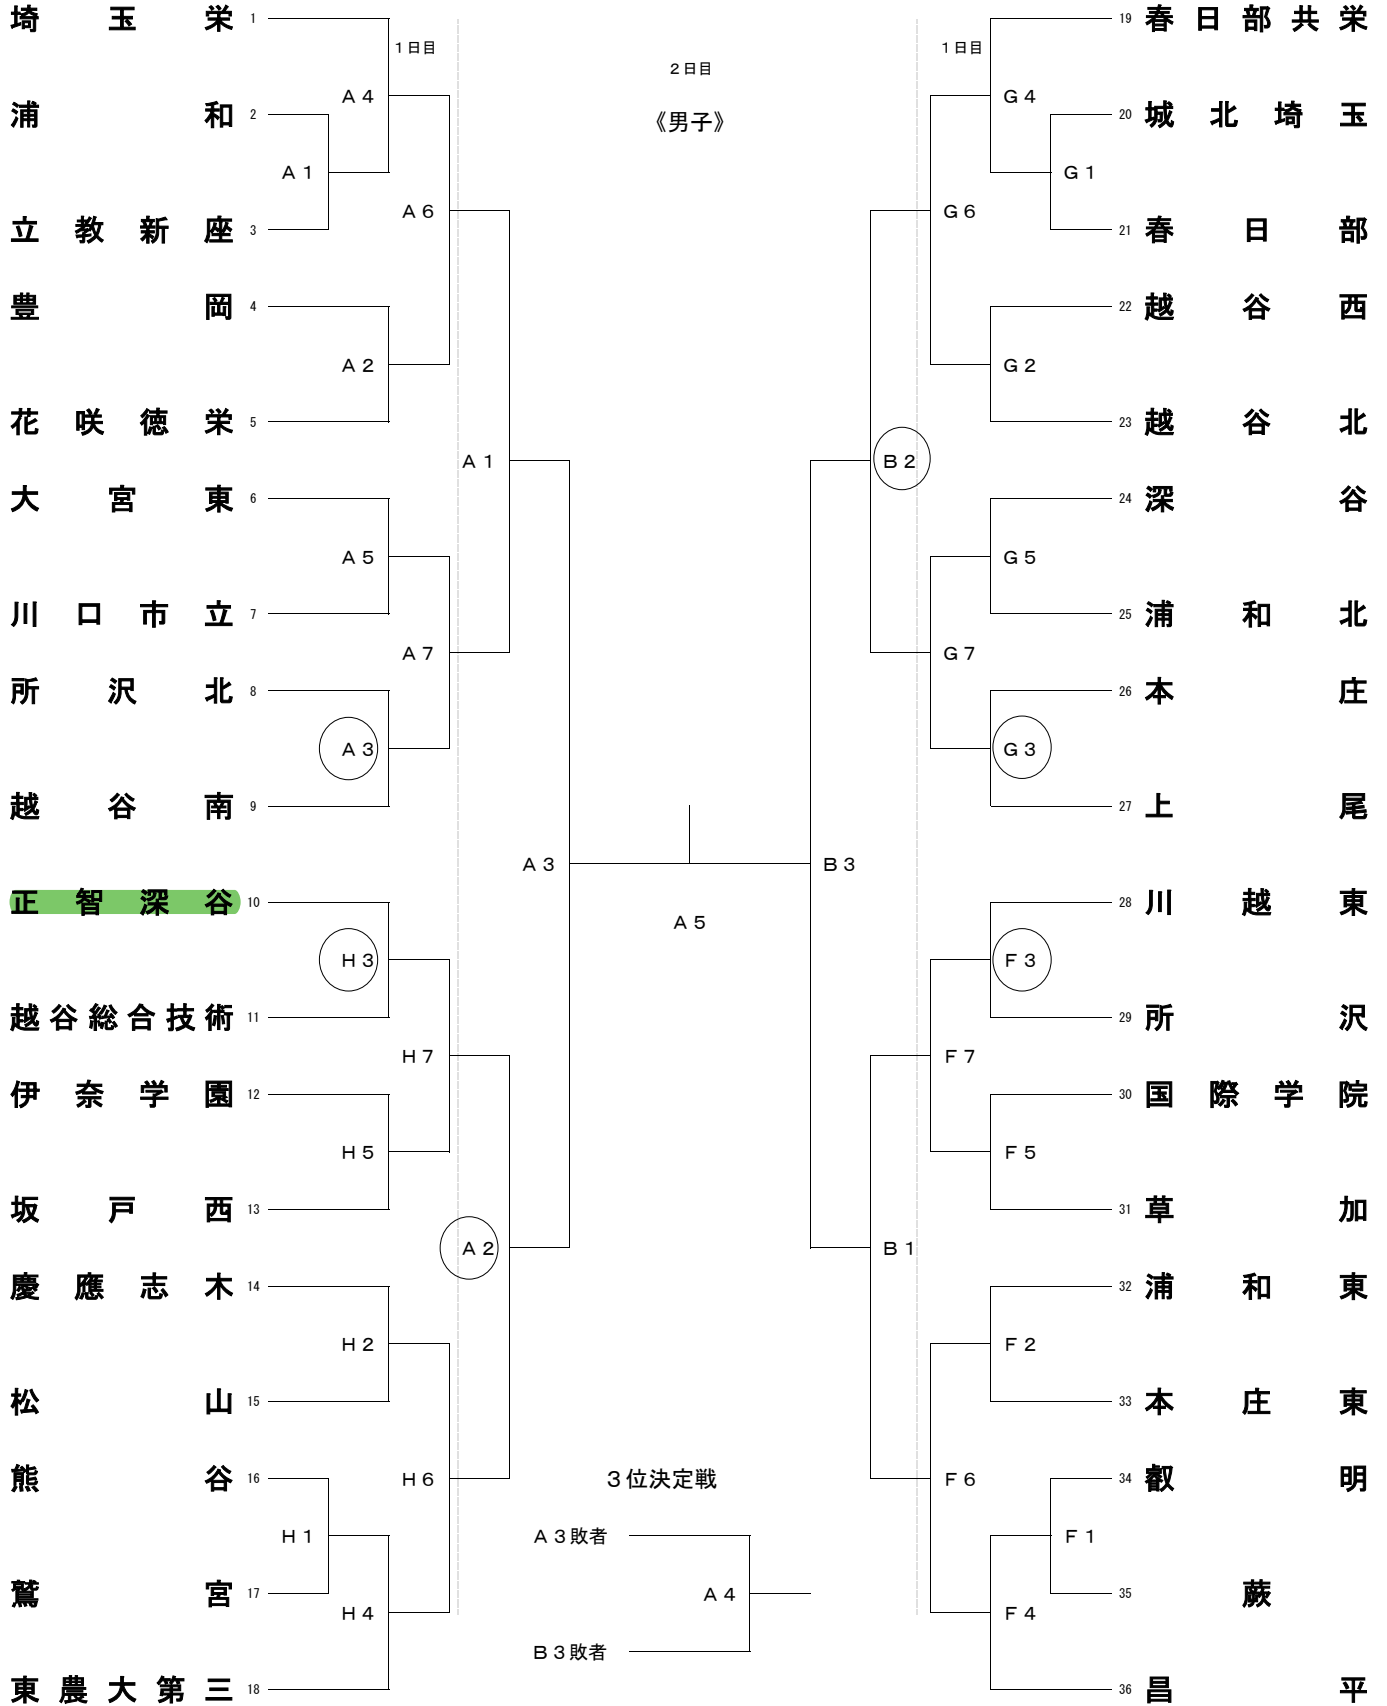 埼玉栄 1
浦和 2
立教新座 3
豊岡 4
花咲徳栄 5
大宮東 6
川口市立 7
所沢北 8
越谷南 9
正智深谷 10
越谷総合技術 11
伊奈学園 12
坂戸西 13
慶應志木 14
松山 15
熊谷 16
鷲宮 17
東農大第三 18
A1
A4
A2
A5
A3
H3
H5
H2
H1
H4
A6
A7
H7
H6
1日目
A1
A2
A3
2日目
《男子》
A5
3位決定戦
A3敗者
B3敗者
A4
B3
B2
B1
1日目
G6
G7
F7
F6
G4
G1
G2
G5
G3
F3
F5
F2
F1
F4
19 春日部共栄
20 城北埼玉
21 春日部
22 越谷西
23 越谷北
24 深谷
25 浦和北
26 本庄
27 上尾
28 川越東
29 所沢
30 国際学院
31 草加
32 浦和東
33 本庄東
34 叡明
35 蕨
36 昌平